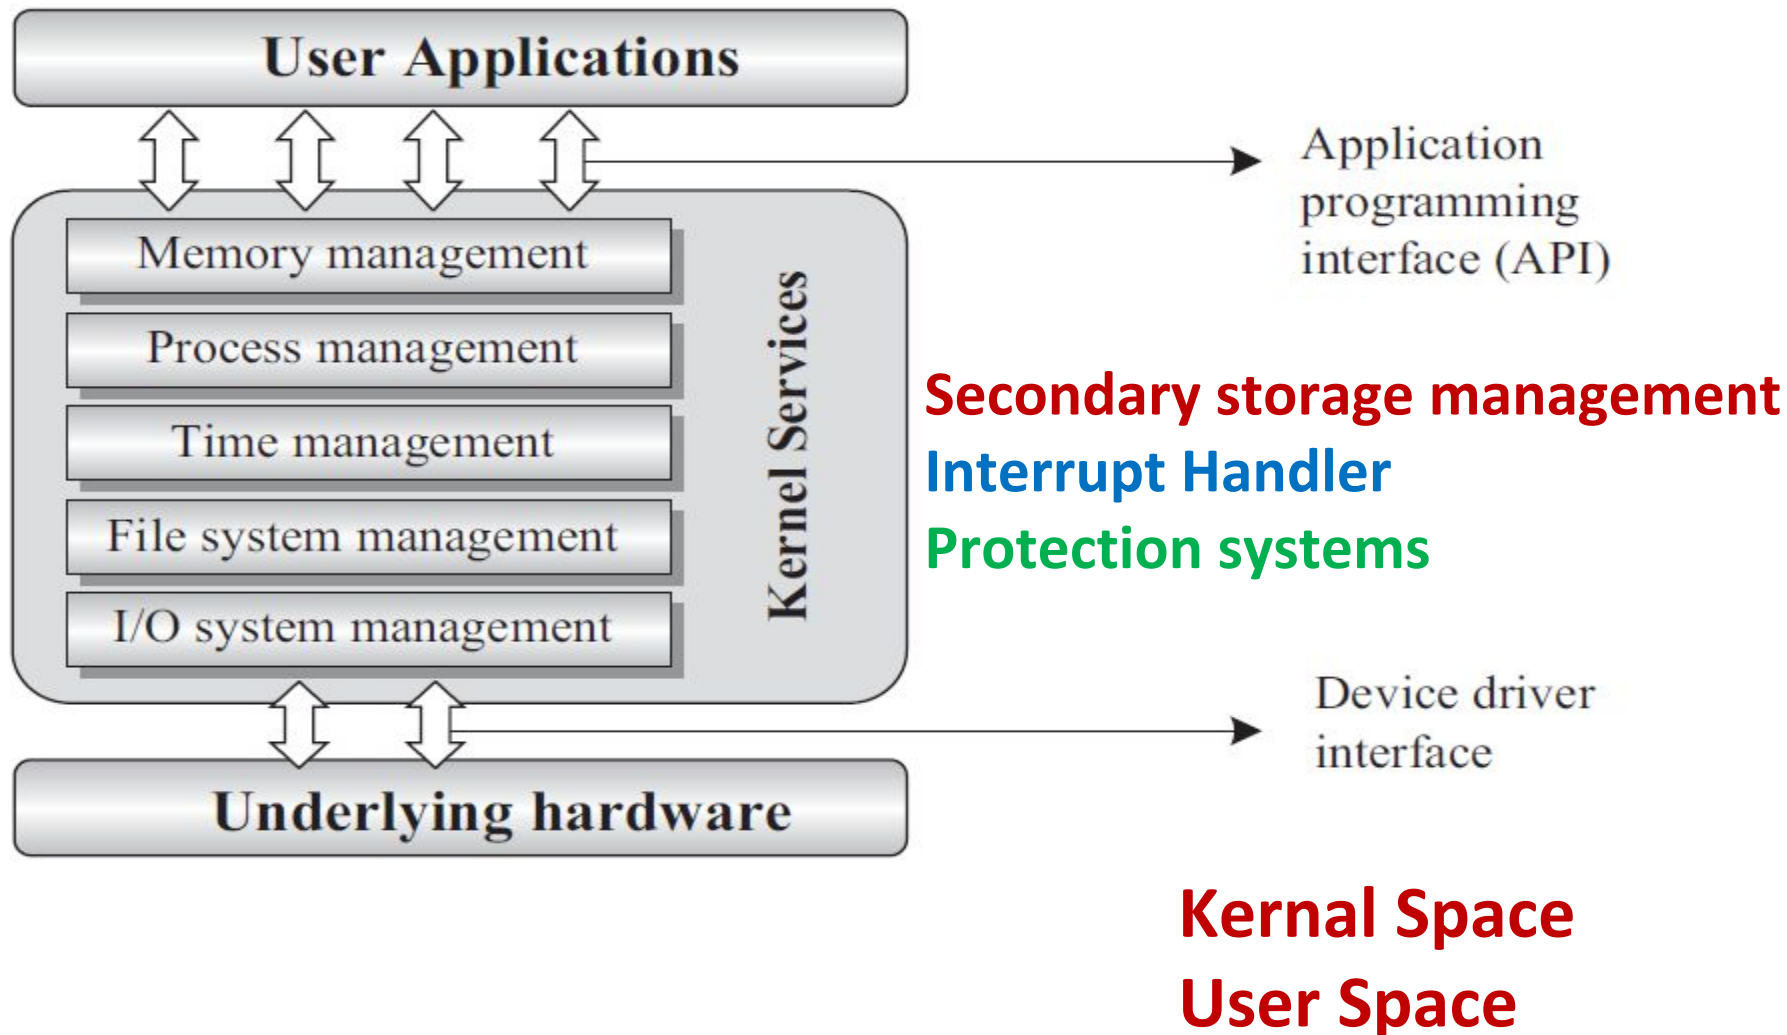 User Applications
Application
programming
interface (API)
Memory management
Process management
Time management
File system management
I/O system management
Kernel Services
Secondary storage management
Interrupt Handler
Protection systems
Device driver
interface
Underlying hardware
Kernal Space
User Space